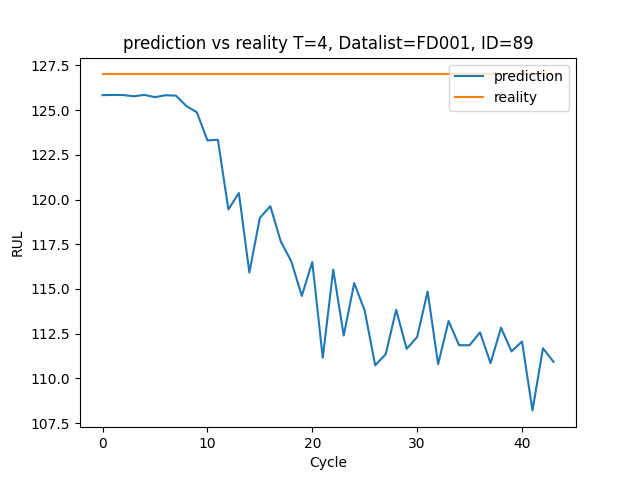 prediction vs reality T=4, Datalist=FD001, ID=89
127.5
125.0
122.5
120.0
117.5
115.0
112.5
110.0
107.5
RUL
prediction
reality
0 10 20 30 40
Cycle